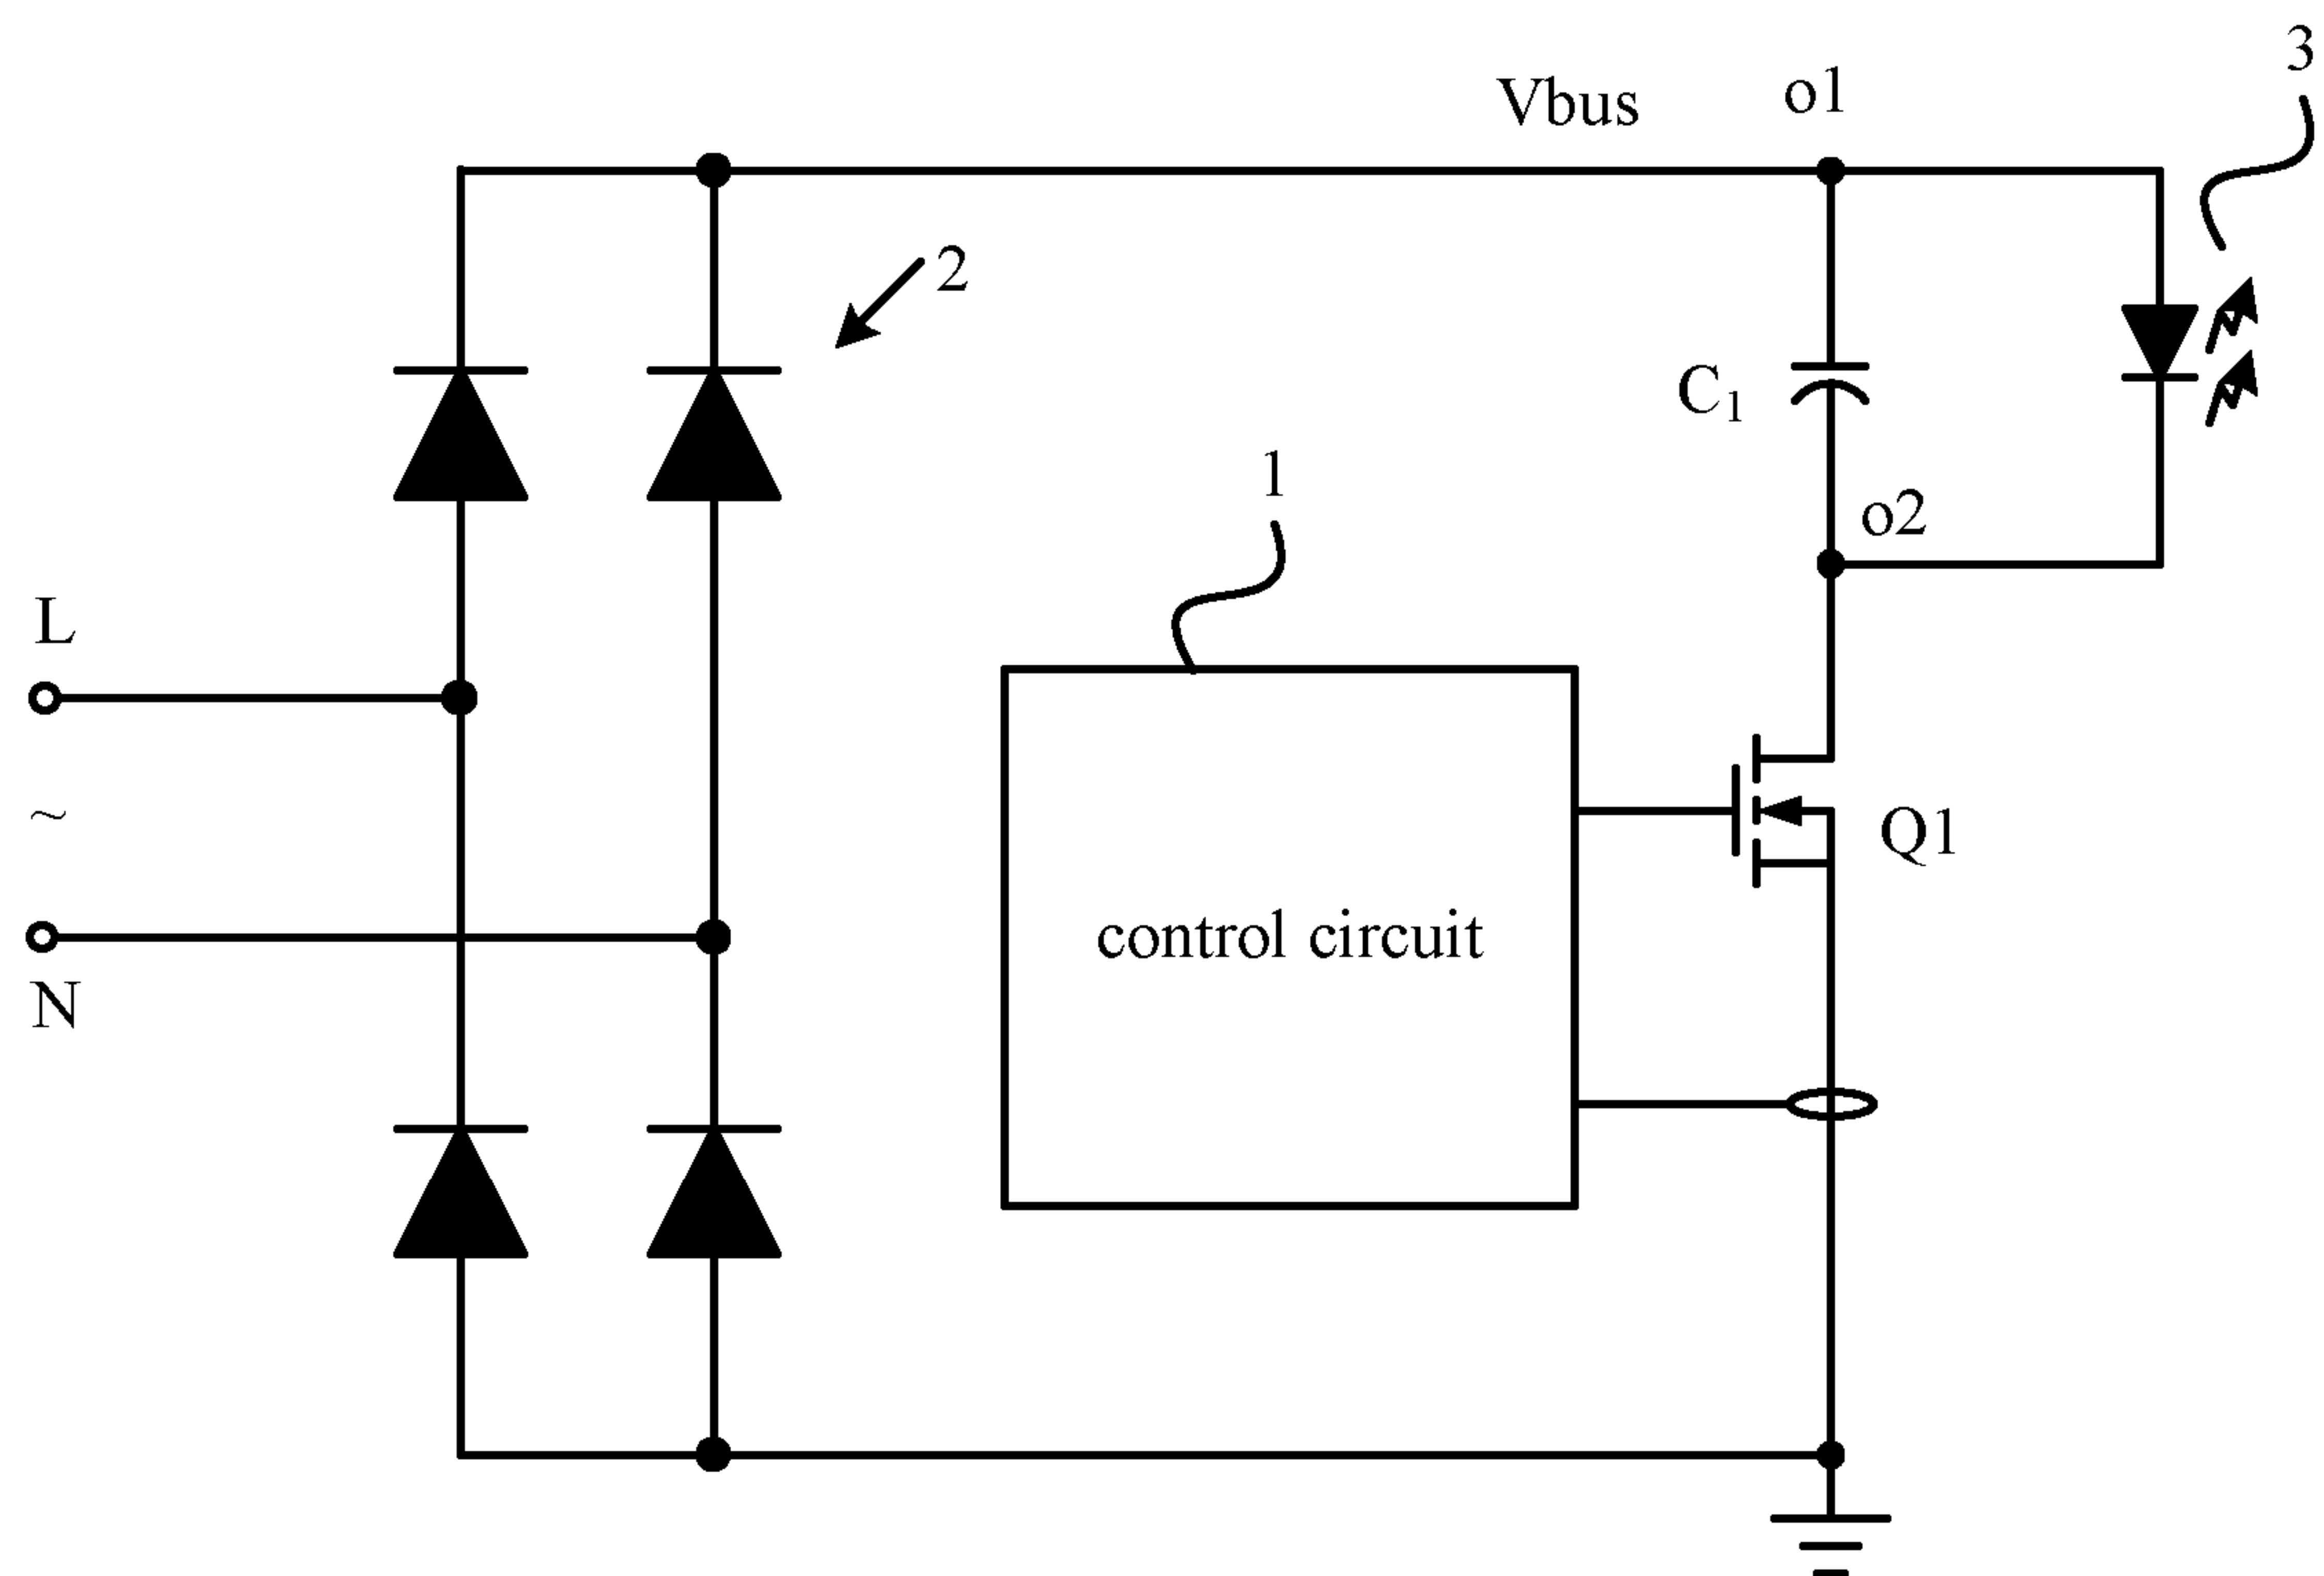 3
Vbus
o1
2
C1
1
o2
L
~
Q1
control circuit
N